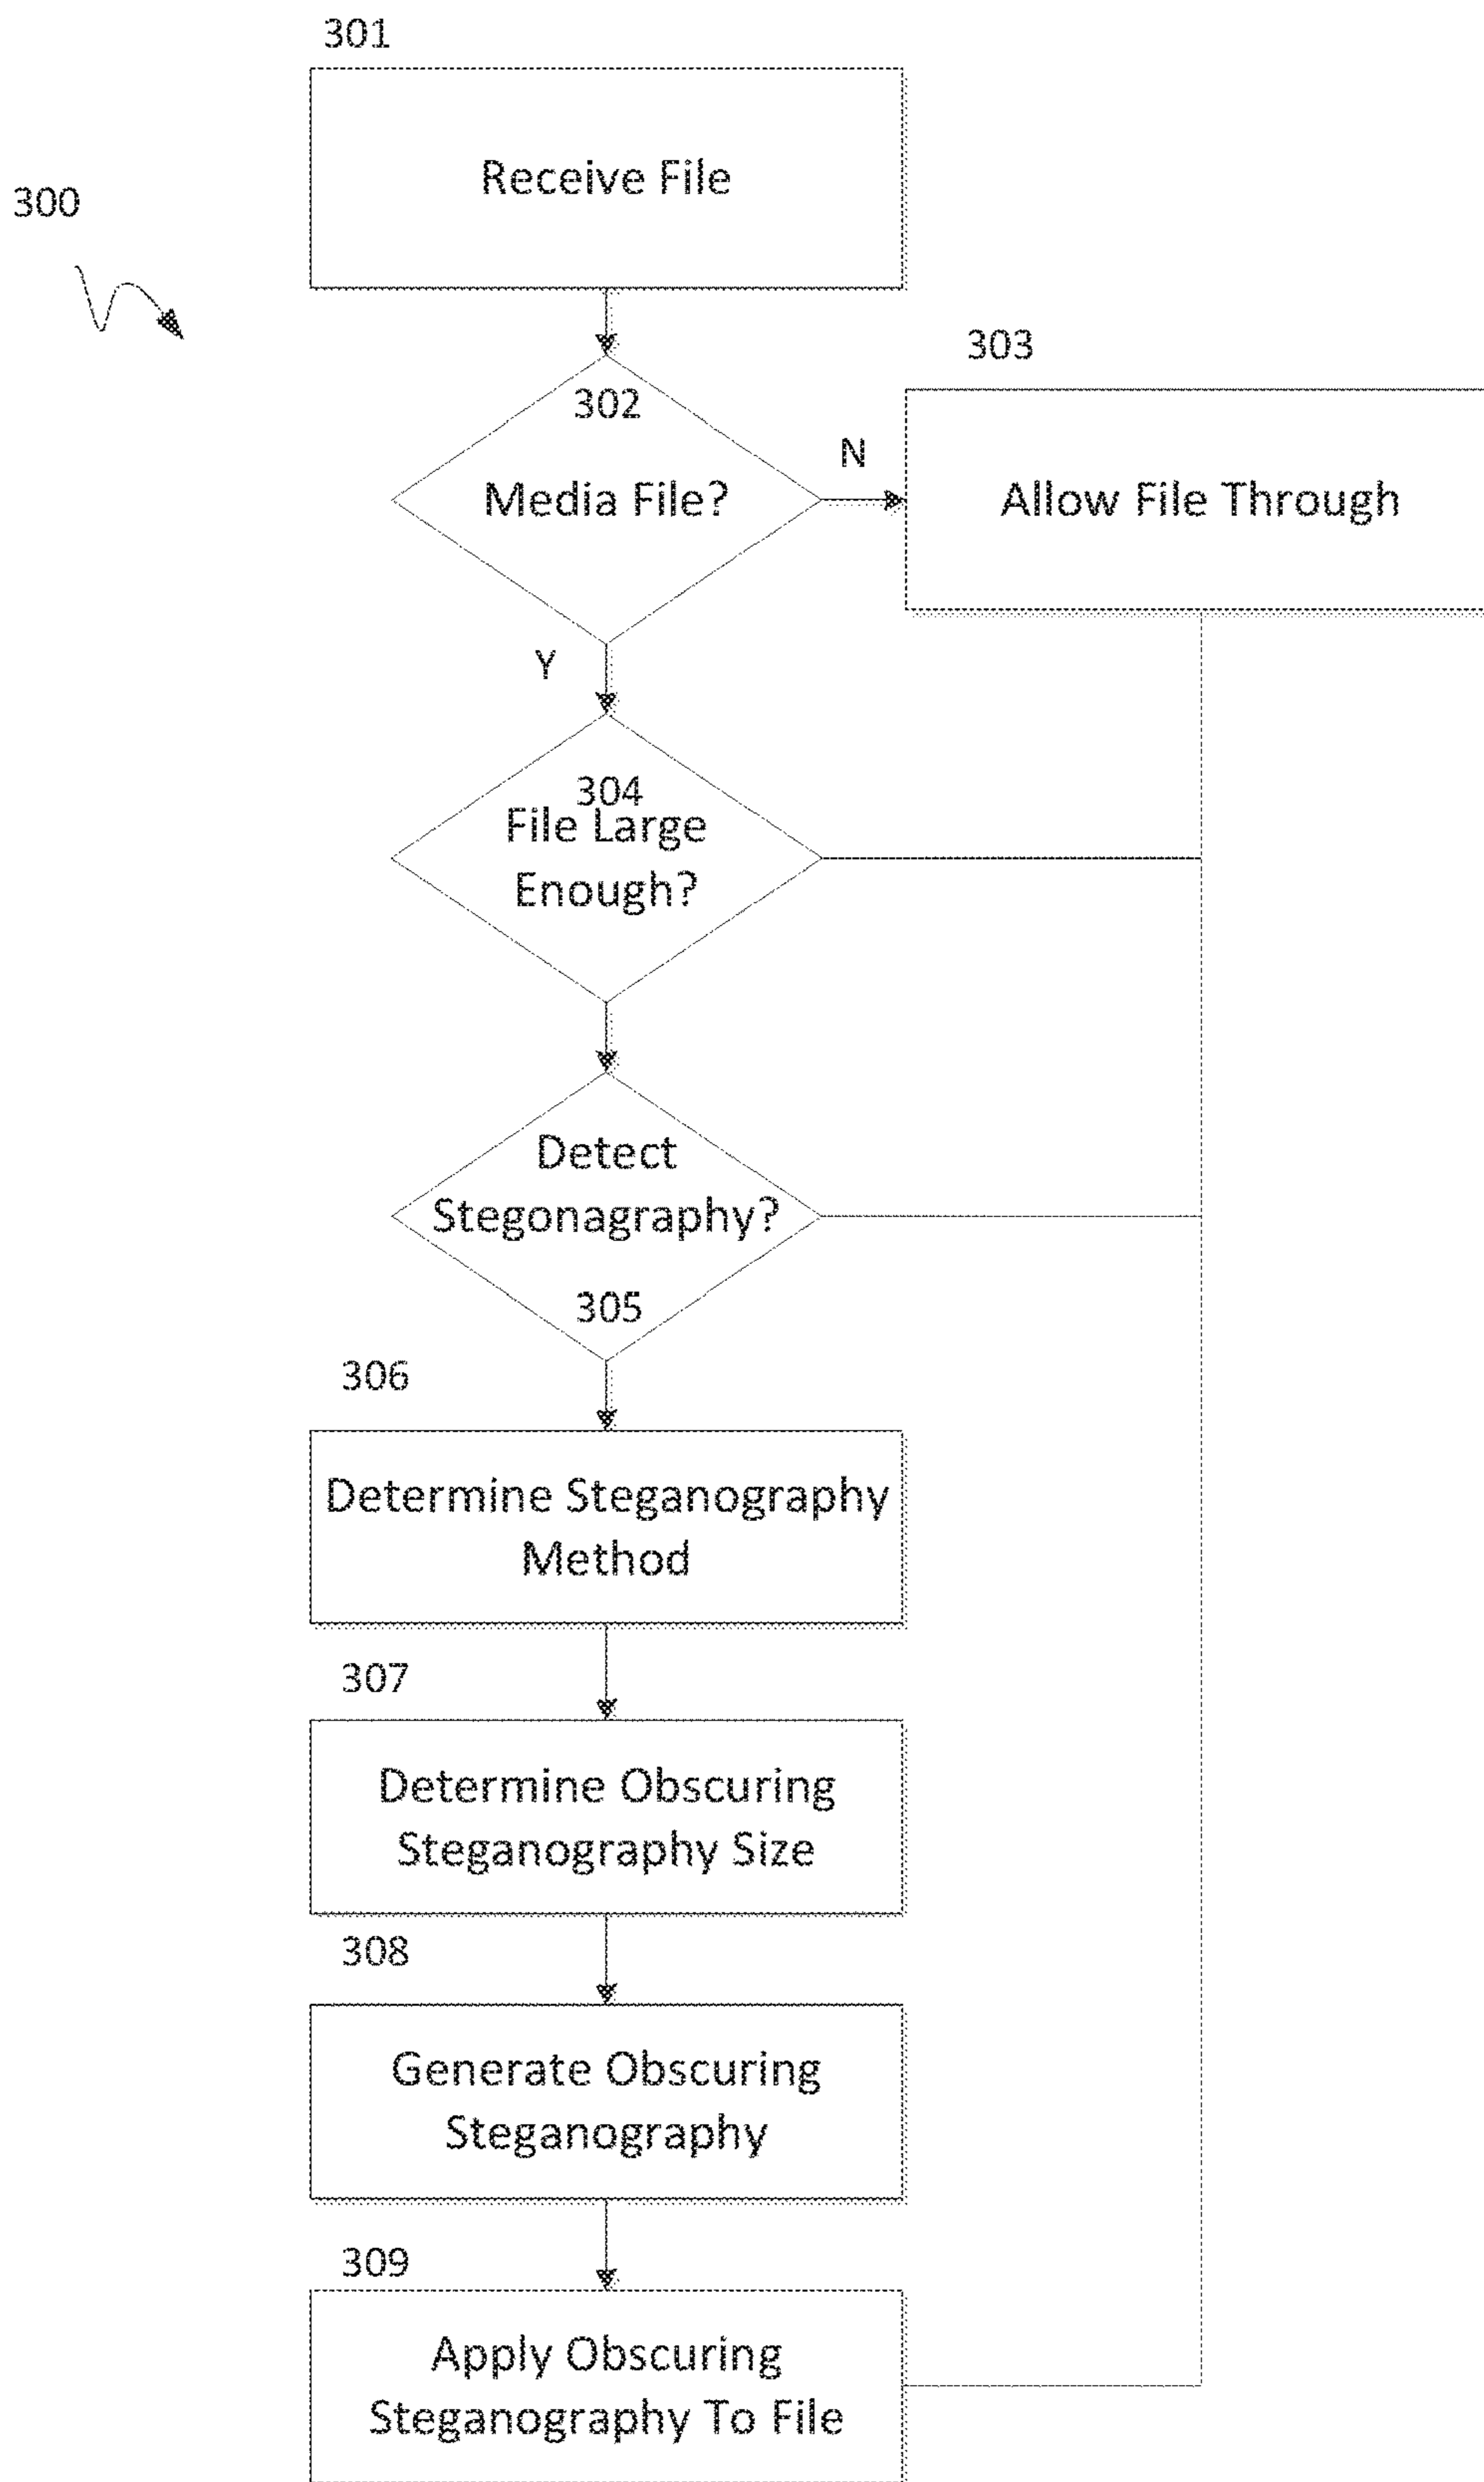 301
Receive File
300
302
Media File?
N
303
Allow File Through
Y
304
File Large
Enough?
Detect
Stegonagraphy?
305
306
Determine Steganography
Method
307
Determine Obscuring
Steganography Size
308
Generate Obscuring
Steganography
309
Apply Obscuring
Steganography To File